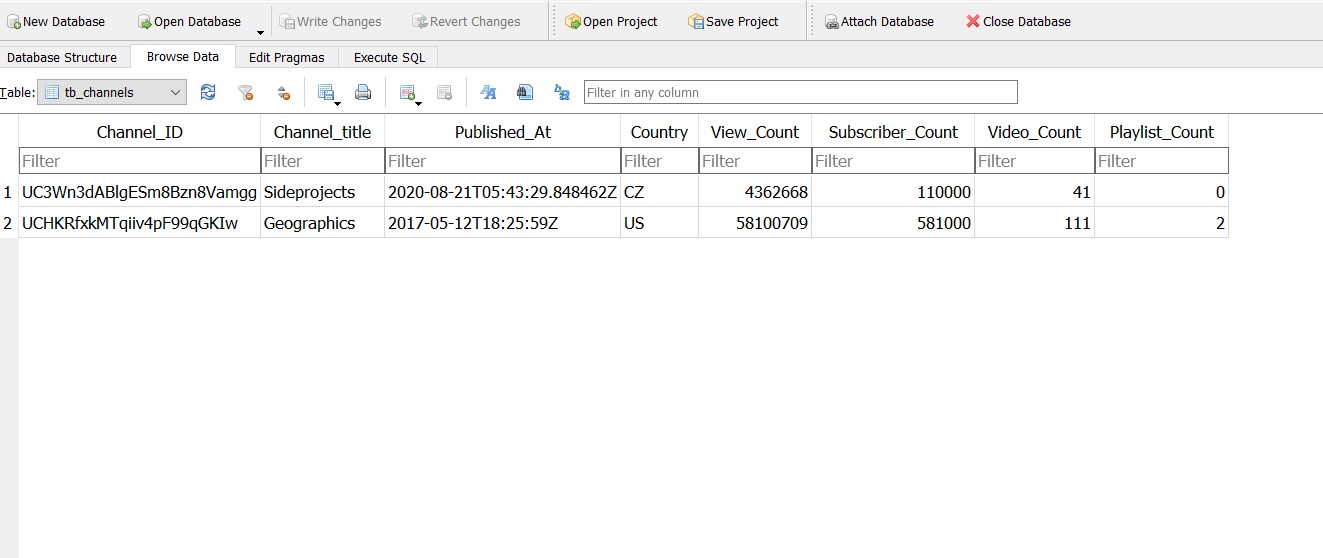 New Database Open Database Write Changes Revert Changes Open Project Save Project Attach Database Close Database
Database Structure Browse Data Edit Pragmas Execute SQL
Table: tb_channels Filter in any column
Channel_ID Channel_title Published_At Country View_Count Subscriber_Count Video_Count Playlist_Count
Filter Filter Filter Filter Filter Filter Filter Filter
1 UC3Wn3dABlgESm8Bzn8Vamgg Sideprojects 2020-08-21T05:43:29.848462Z CZ 4362668 110000 41 0
2 UCHKRfxkMTqiiv4pF99qGKIw Geographics 2017-05-12T18:25:59Z US 58100709 581000 111 2